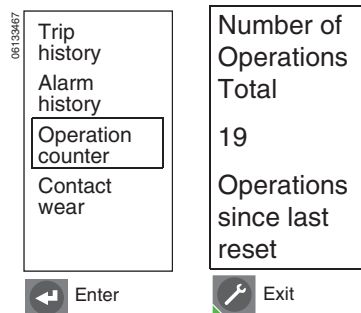 06133467
Trip
history
Alarm
history
Operation
counter
Contact
wear
Enter
Number of
Operations
Total
19
Operations
since last
reset
Exit